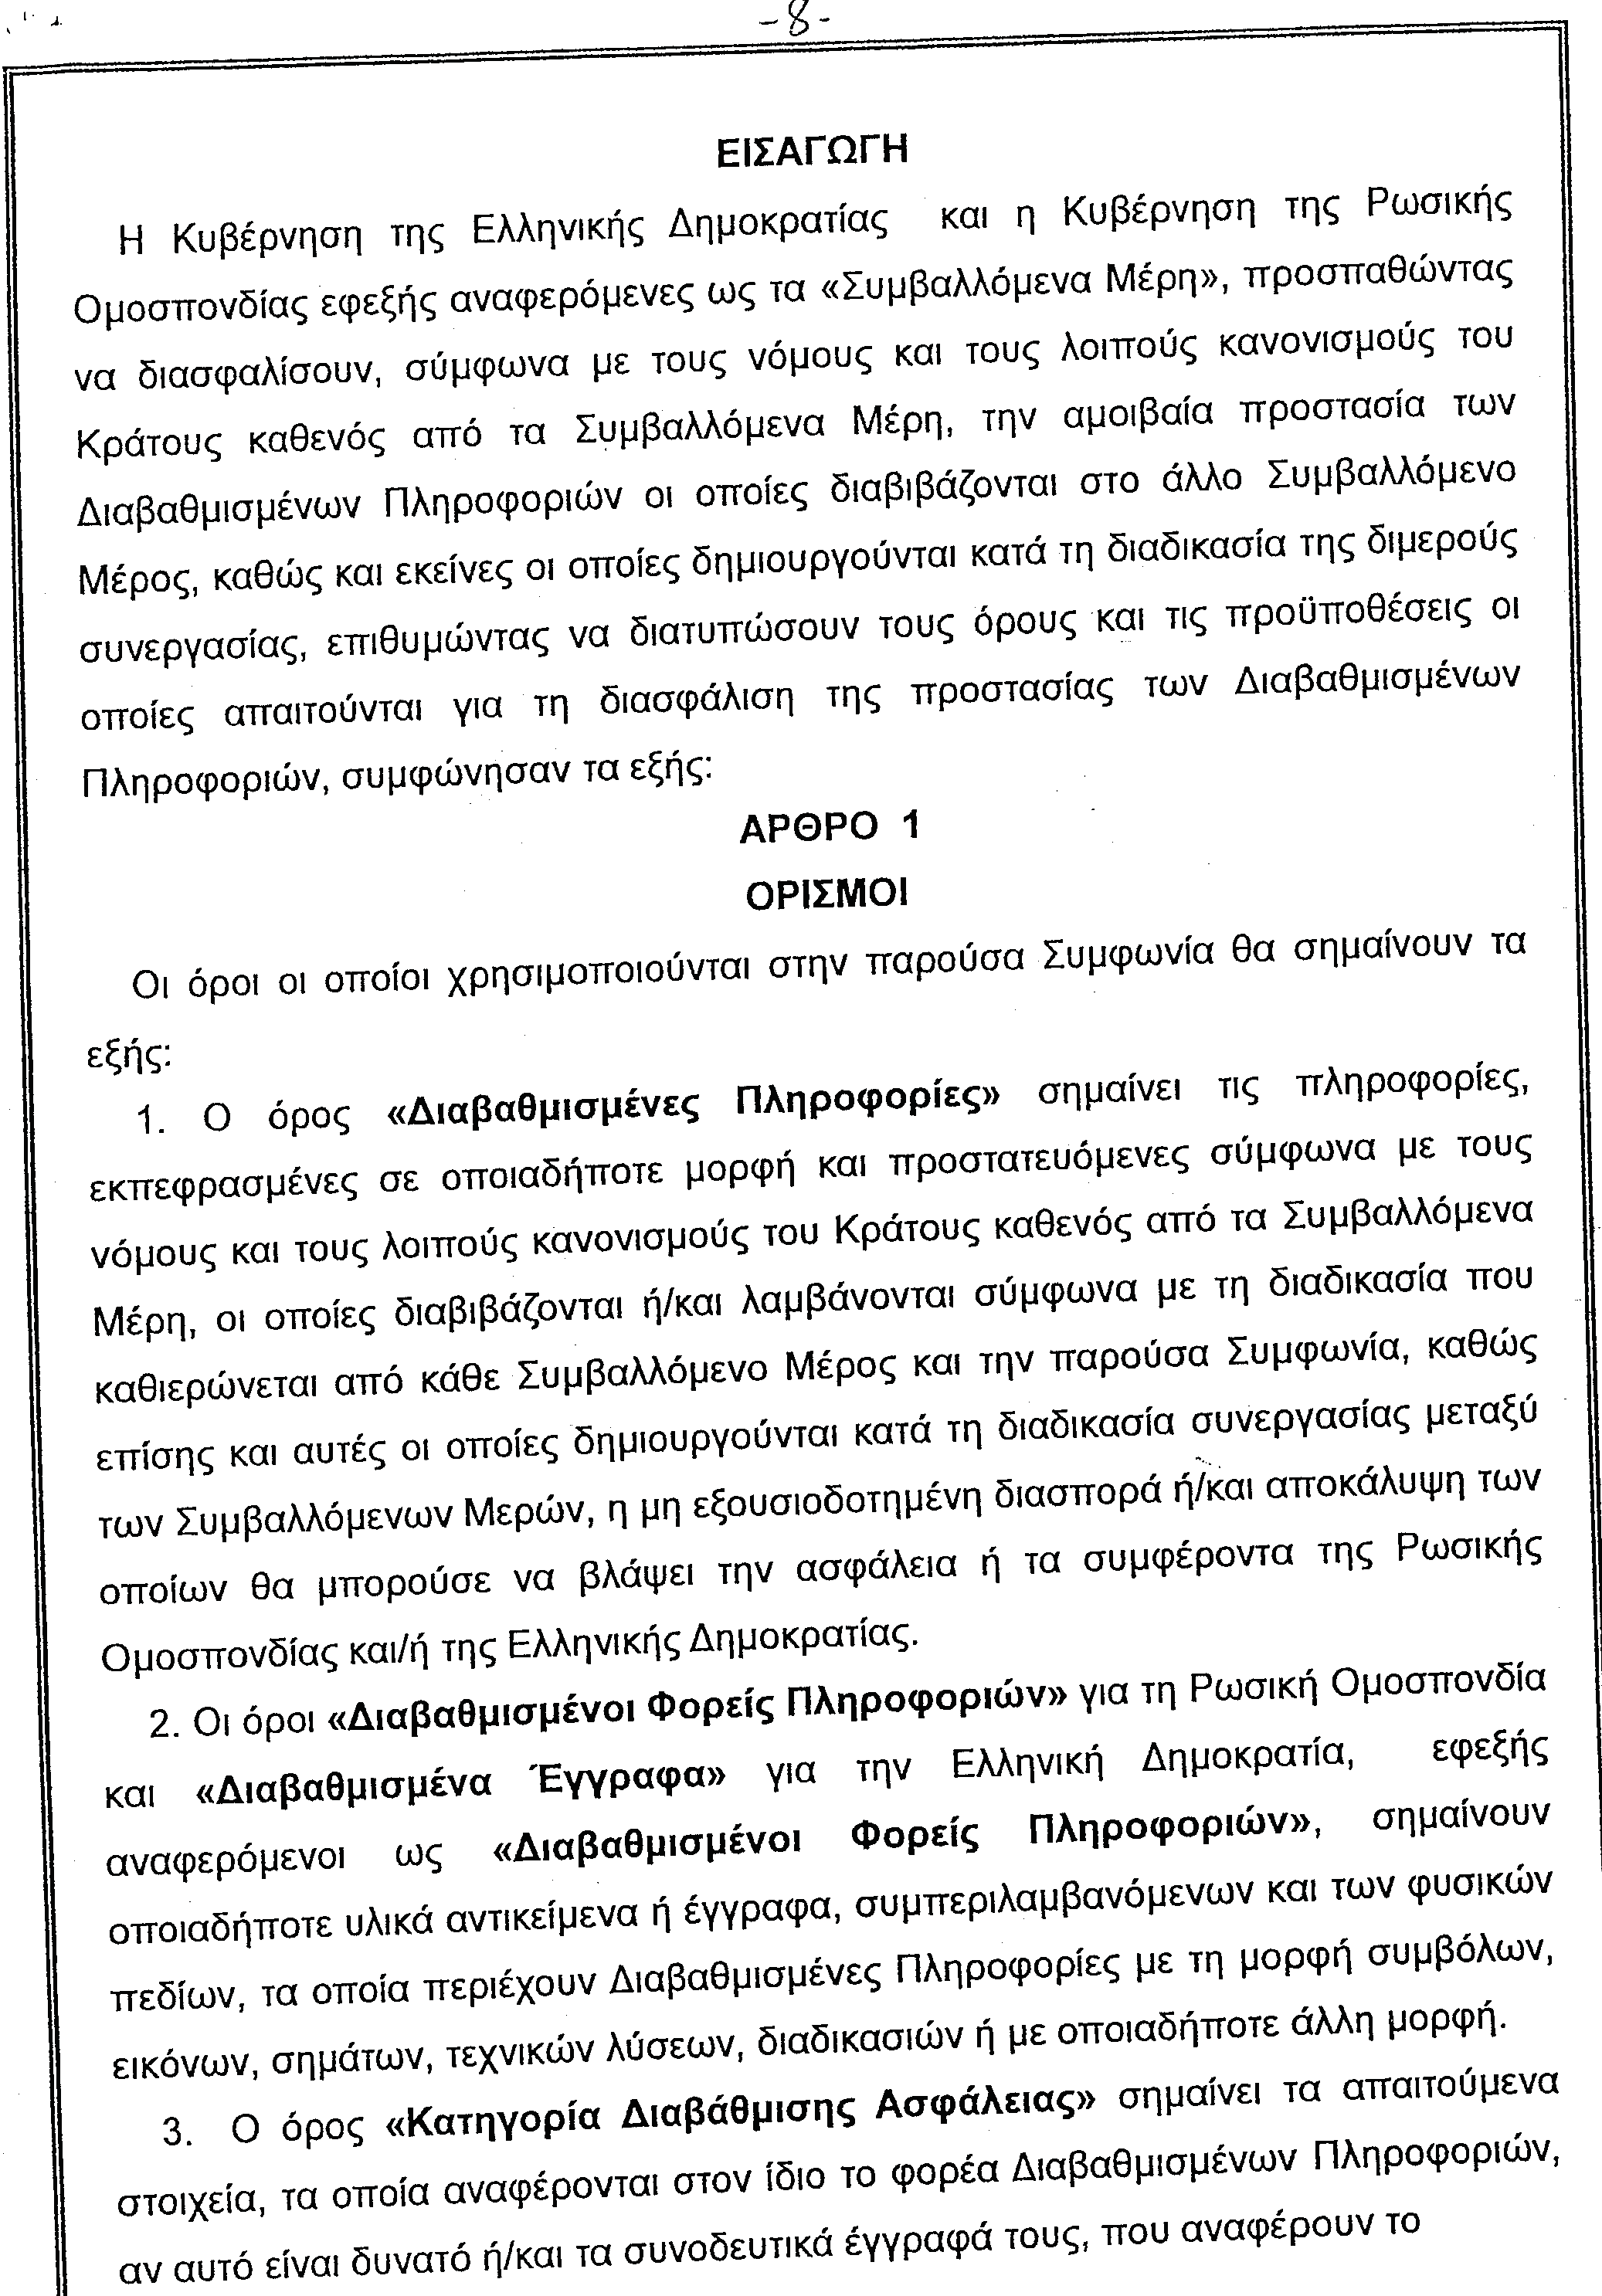 -8-
ΕΙΣΑΓΩΓΗ
Η Κυβέρνηση της Ελληνικής Δημοκρατίας και η Κυβέρνηση της Ρωσικής
Ομοσπονδίας εφεξής αναφερόμενες ως τα «Συμβαλλόμενα Μέρη», προσπαθώντας
να διασφαλίσουν, σύμφωνα με τους νόμους και τους λοιπούς κανονισμούς του
Κράτους καθενός από τα Συμβαλλόμενα Μέρη, την αμοιβαία προστασία των
Διαβαθμισμένων Πληροφοριών οι οποίες διαβιβάζονται στο άλλο Συμβαλλόμενο
Μέρος, καθώς και εκείνες οι οποίες δημιουργούνται κατά τη διαδικασία της διμερούς
συνεργασίας, επιθυμώντας να διατυπώσουν τους όρους και τις προϋποθέσεις οι
οποίες απαιτούνται για τη διασφάλιση της προστασίας των Διαβαθμισμένων
Πληροφοριών, συμφώνησαν τα εξής:
ΑΡΘΡΟ 1
ΟΡΙΣΜΟΙ
Οι όροι οι οποίοι χρησιμοποιούνται στην παρούσα Συμφωνία θα σημαίνουν τα
εξής:
1. Ο όρος «Διαβαθμισμένες Πληροφορίες» σημαίνει τις πληροφορίες,
εκπεφρασμένες σε οποιαδήποτε μορφή και προστατευόμενες σύμφωνα με τους
νόμους και τους λοιπούς κανονισμούς του Κράτους καθενός από τα Συμβαλλόμενα
Μέρη, οι οποίες διαβιβάζονται ή/και λαμβάνονται σύμφωνα με τη διαδικασία που
καθιερώνεται από κάθε Συμβαλλόμενο Μέρος και την παρούσα Συμφωνία, καθώς
επίσης και αυτές οι οποίες δημιουργούνται κατά τη διαδικασία συνεργασίας μεταξύ
των Συμβαλλόμενων Μερών, η μη εξουσιοδοτημένη διασπορά ή/και αποκάλυψη των
οποίων θα μπορούσε να βλάψει την ασφάλεια ή τα συμφέροντα της Ρωσικής
Ομοσπονδίας και/ή της Ελληνικής Δημοκρατίας.
2. Οι όροι «Διαβαθμισμένοι Φορείς Πληροφοριών» για τη Ρωσική Ομοσπονδία
και «Διαβαθμισμένα Έγγραφα» για την Ελληνική Δημοκρατία, εφεξής
αναφερόμενοι ως «Διαβαθμισμένοι Φορείς Πληροφοριών», σημαίνουν
οποιαδήποτε υλικά αντικείμενα ή έγγραφα, συμπεριλαμβανόμενων και των φυσικών
πεδίων, τα οποία περιέχουν Διαβαθμισμένες Πληροφορίες με τη μορφή συμβόλων,
εικόνων, σημάτων, τεχνικών λύσεων, διαδικασιών ή με οποιαδήποτε άλλη μορφή.
3. Ο όρος «Κατηγορία Διαβάθμισης Ασφάλειας» σημαίνει τα απαιτούμενα
στοιχεία, τα οποία αναφέρονται στον ίδιο το φορέα Διαβαθμισμένων Πληροφοριών,
αν αυτό είναι δυνατό ή/και τα συνοδευτικά έγγραφά τους, που αναφέρουν το